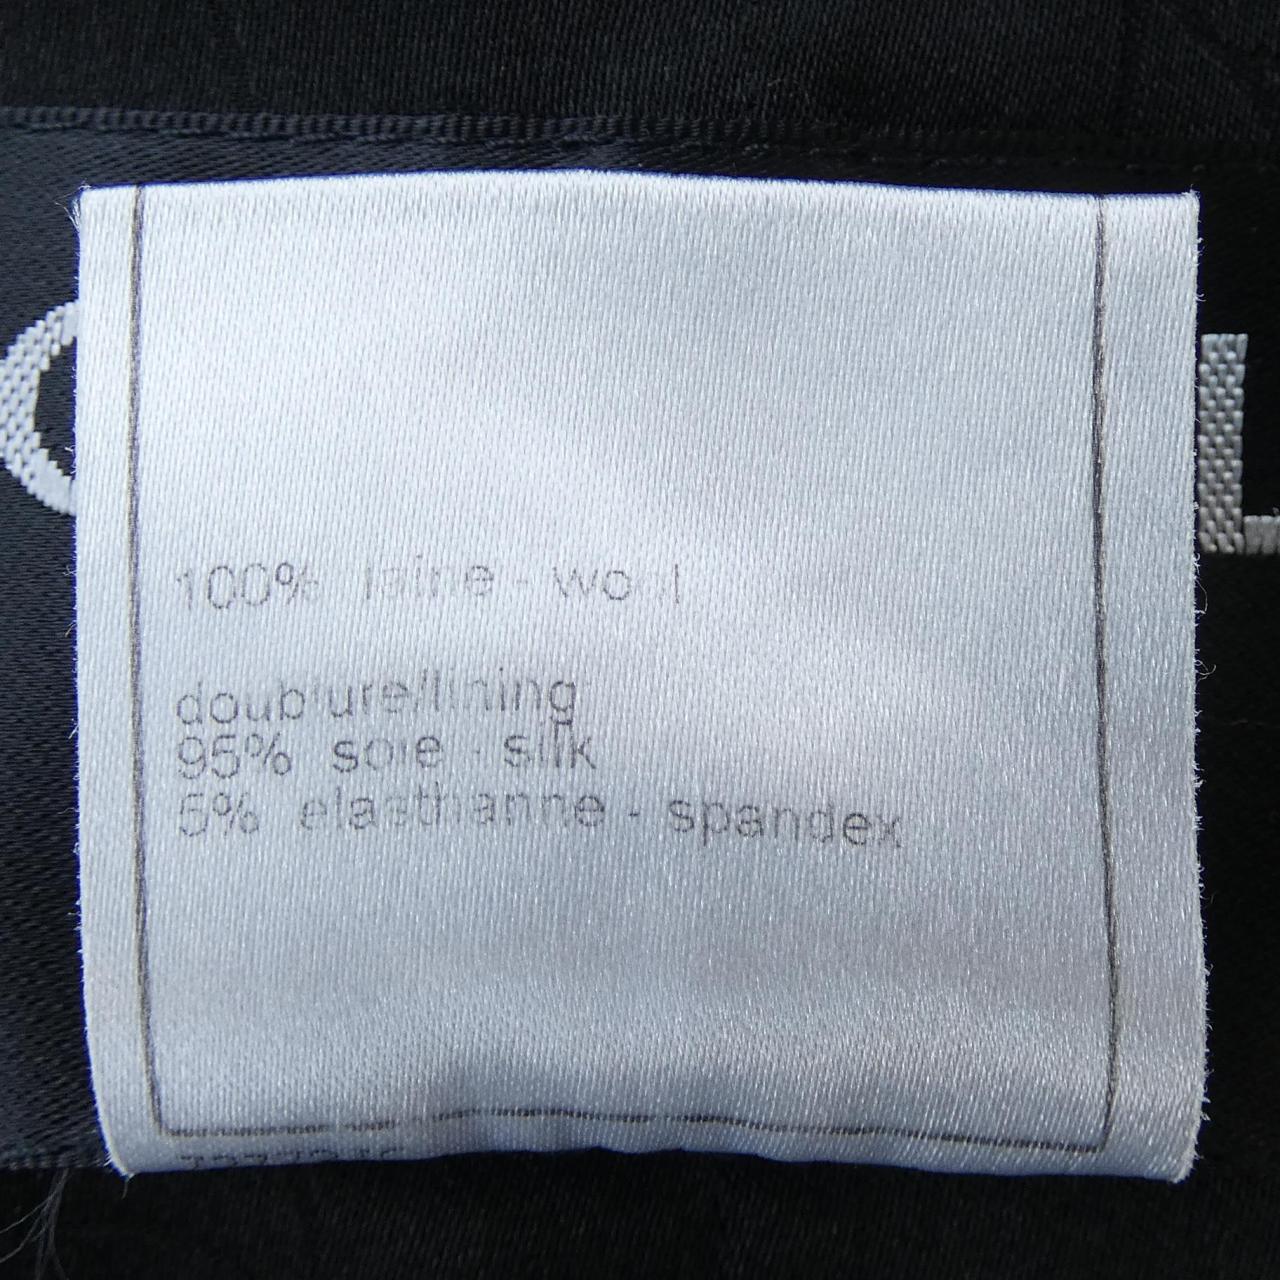 100% laine - wool
doublure/lining
95% soie - silk
5% elasthanne - spandex